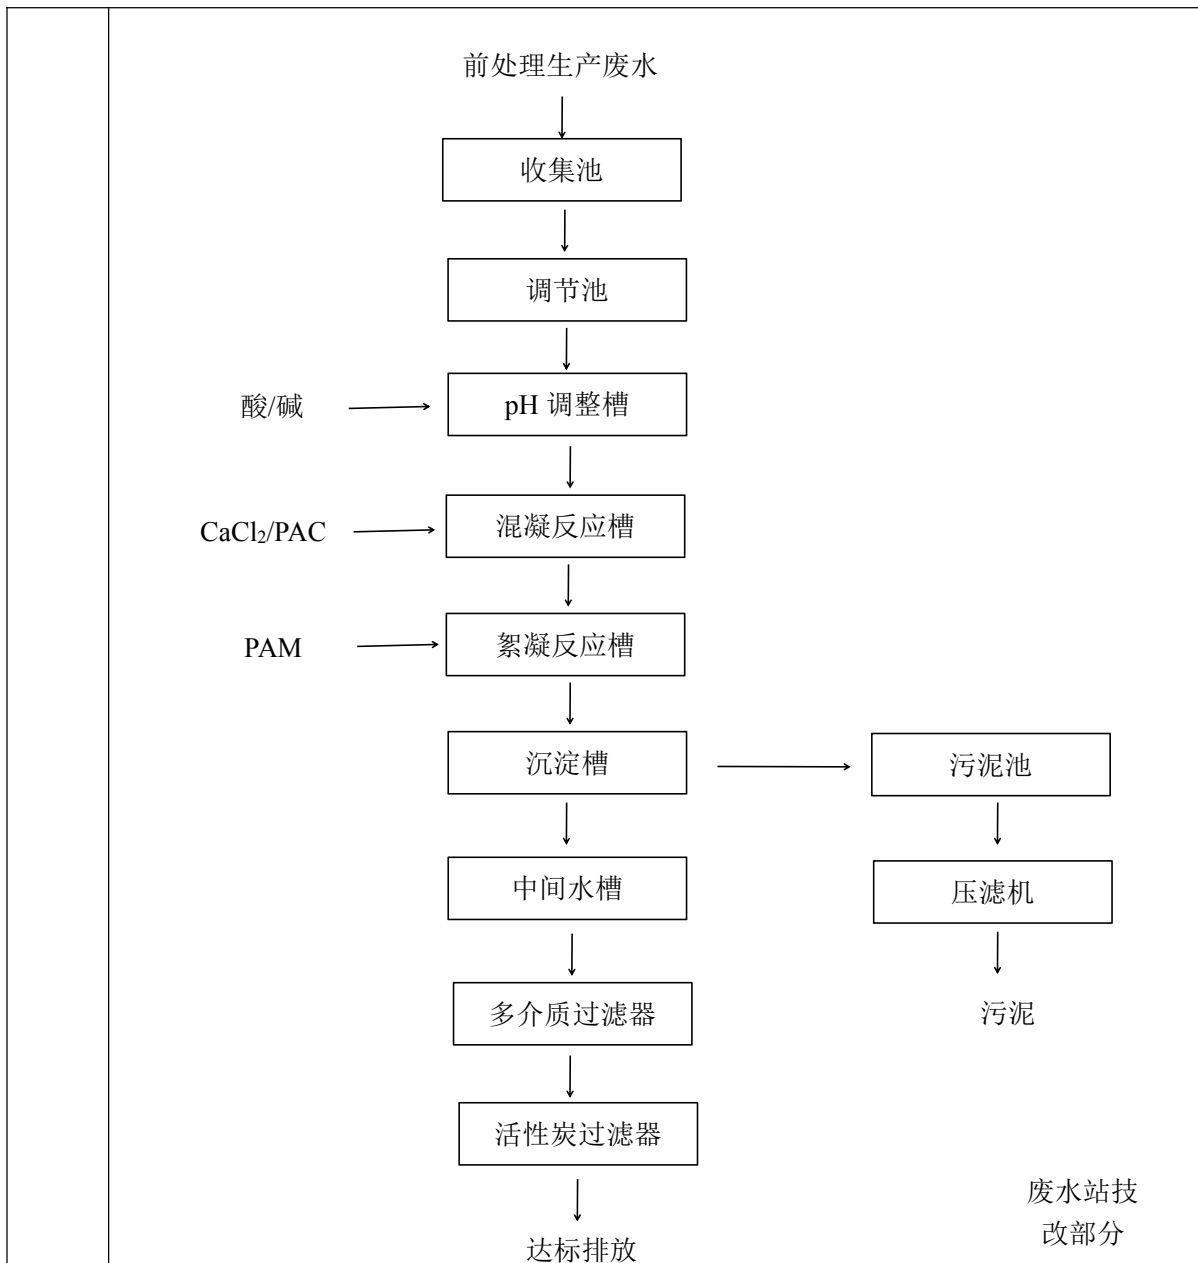 前处理生产废水
收集池
调节池
酸/碱
pH 调整槽
CaCl₂/PAC
混凝反应槽
PAM
絮凝反应槽
沉淀槽
污泥池
中间水槽
压滤机
多介质过滤器
污泥
活性炭过滤器
废水站技
改部分
达标排放